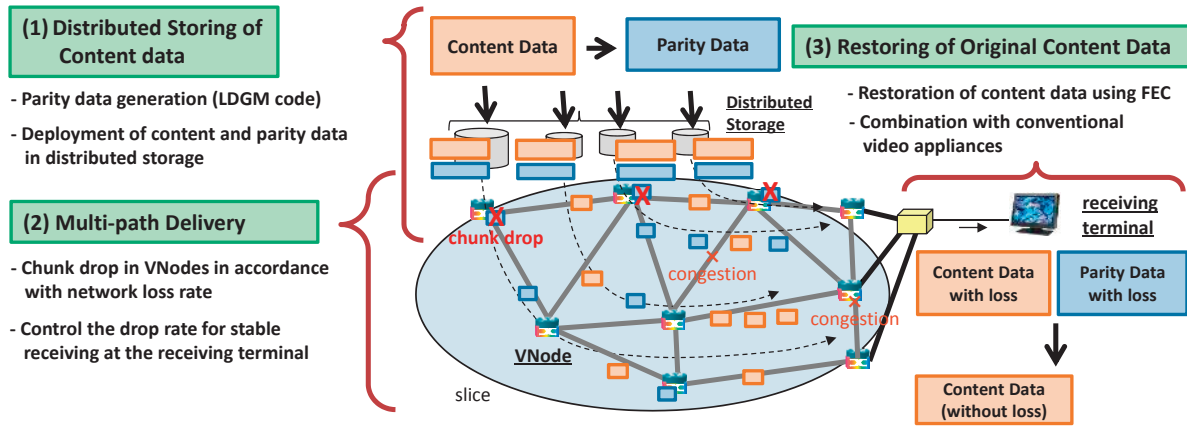 (1) Distributed Storing of
Content data
- Parity data generation (LDGM code)
- Deployment of content and parity data
in distributed storage
(2) Multi-path Delivery
- Chunk drop in VNodes in accordance
with network loss rate
- Control the drop rate for stable
receiving at the receiving terminal
Content Data
Parity Data
Distributed
Storage
X
X
X
chunk drop
congestion
congestion
VNode
slice
(3) Restoring of Original Content Data
- Restoration of content data using FEC
- Combination with conventional
video appliances
receiving
terminal
Content Data
with loss
Parity Data
with loss
Content Data
(without loss)